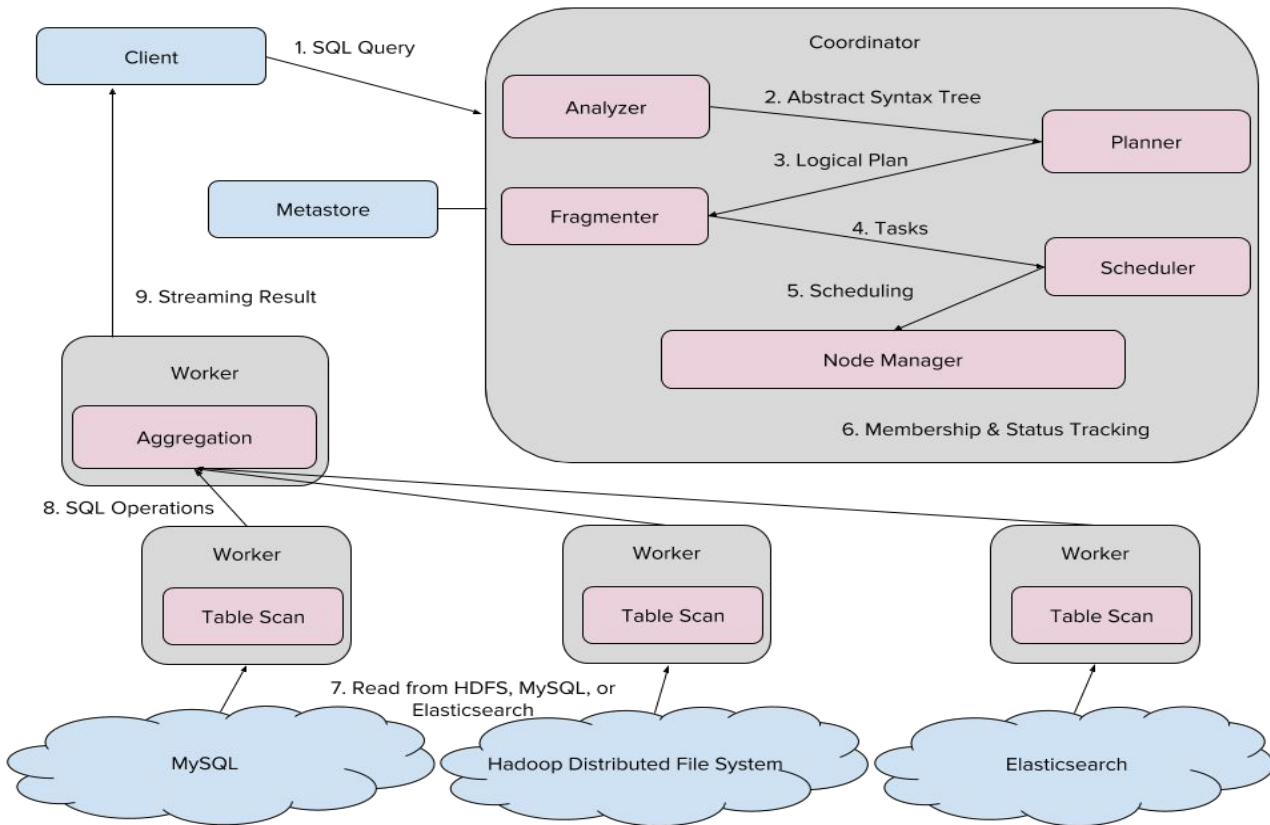 Coordinator
Client
1. SQL Query
Analyzer
2. Abstract Syntax Tree
Planner
3. Logical Plan
Metastore
Fragmenter
4. Tasks
Scheduler
5. Scheduling
9. Streaming Result
Node Manager
Worker
Aggregation
6. Membership & Status Tracking
8. SQL Operations
Worker
Worker
Worker
Table Scan
Table Scan
Table Scan
7. Read from HDFS, MySQL, or
Elasticsearch
MySQL
Hadoop Distributed File System
Elasticsearch